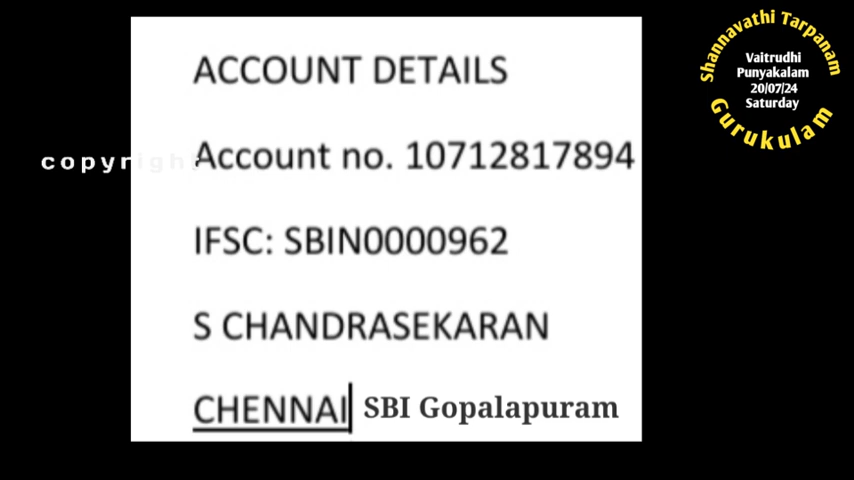 ACCOUNT DETAILS
Account no. 10712817894
IFSC: SBIN0000962
S CHANDRASEKARAN
CHENNAI SBI Gopalapuram
copyright
Shannavathi Tarpanam
Vaitrudhi
Punyakalam
20/07/24
Saturday
Gurukulam